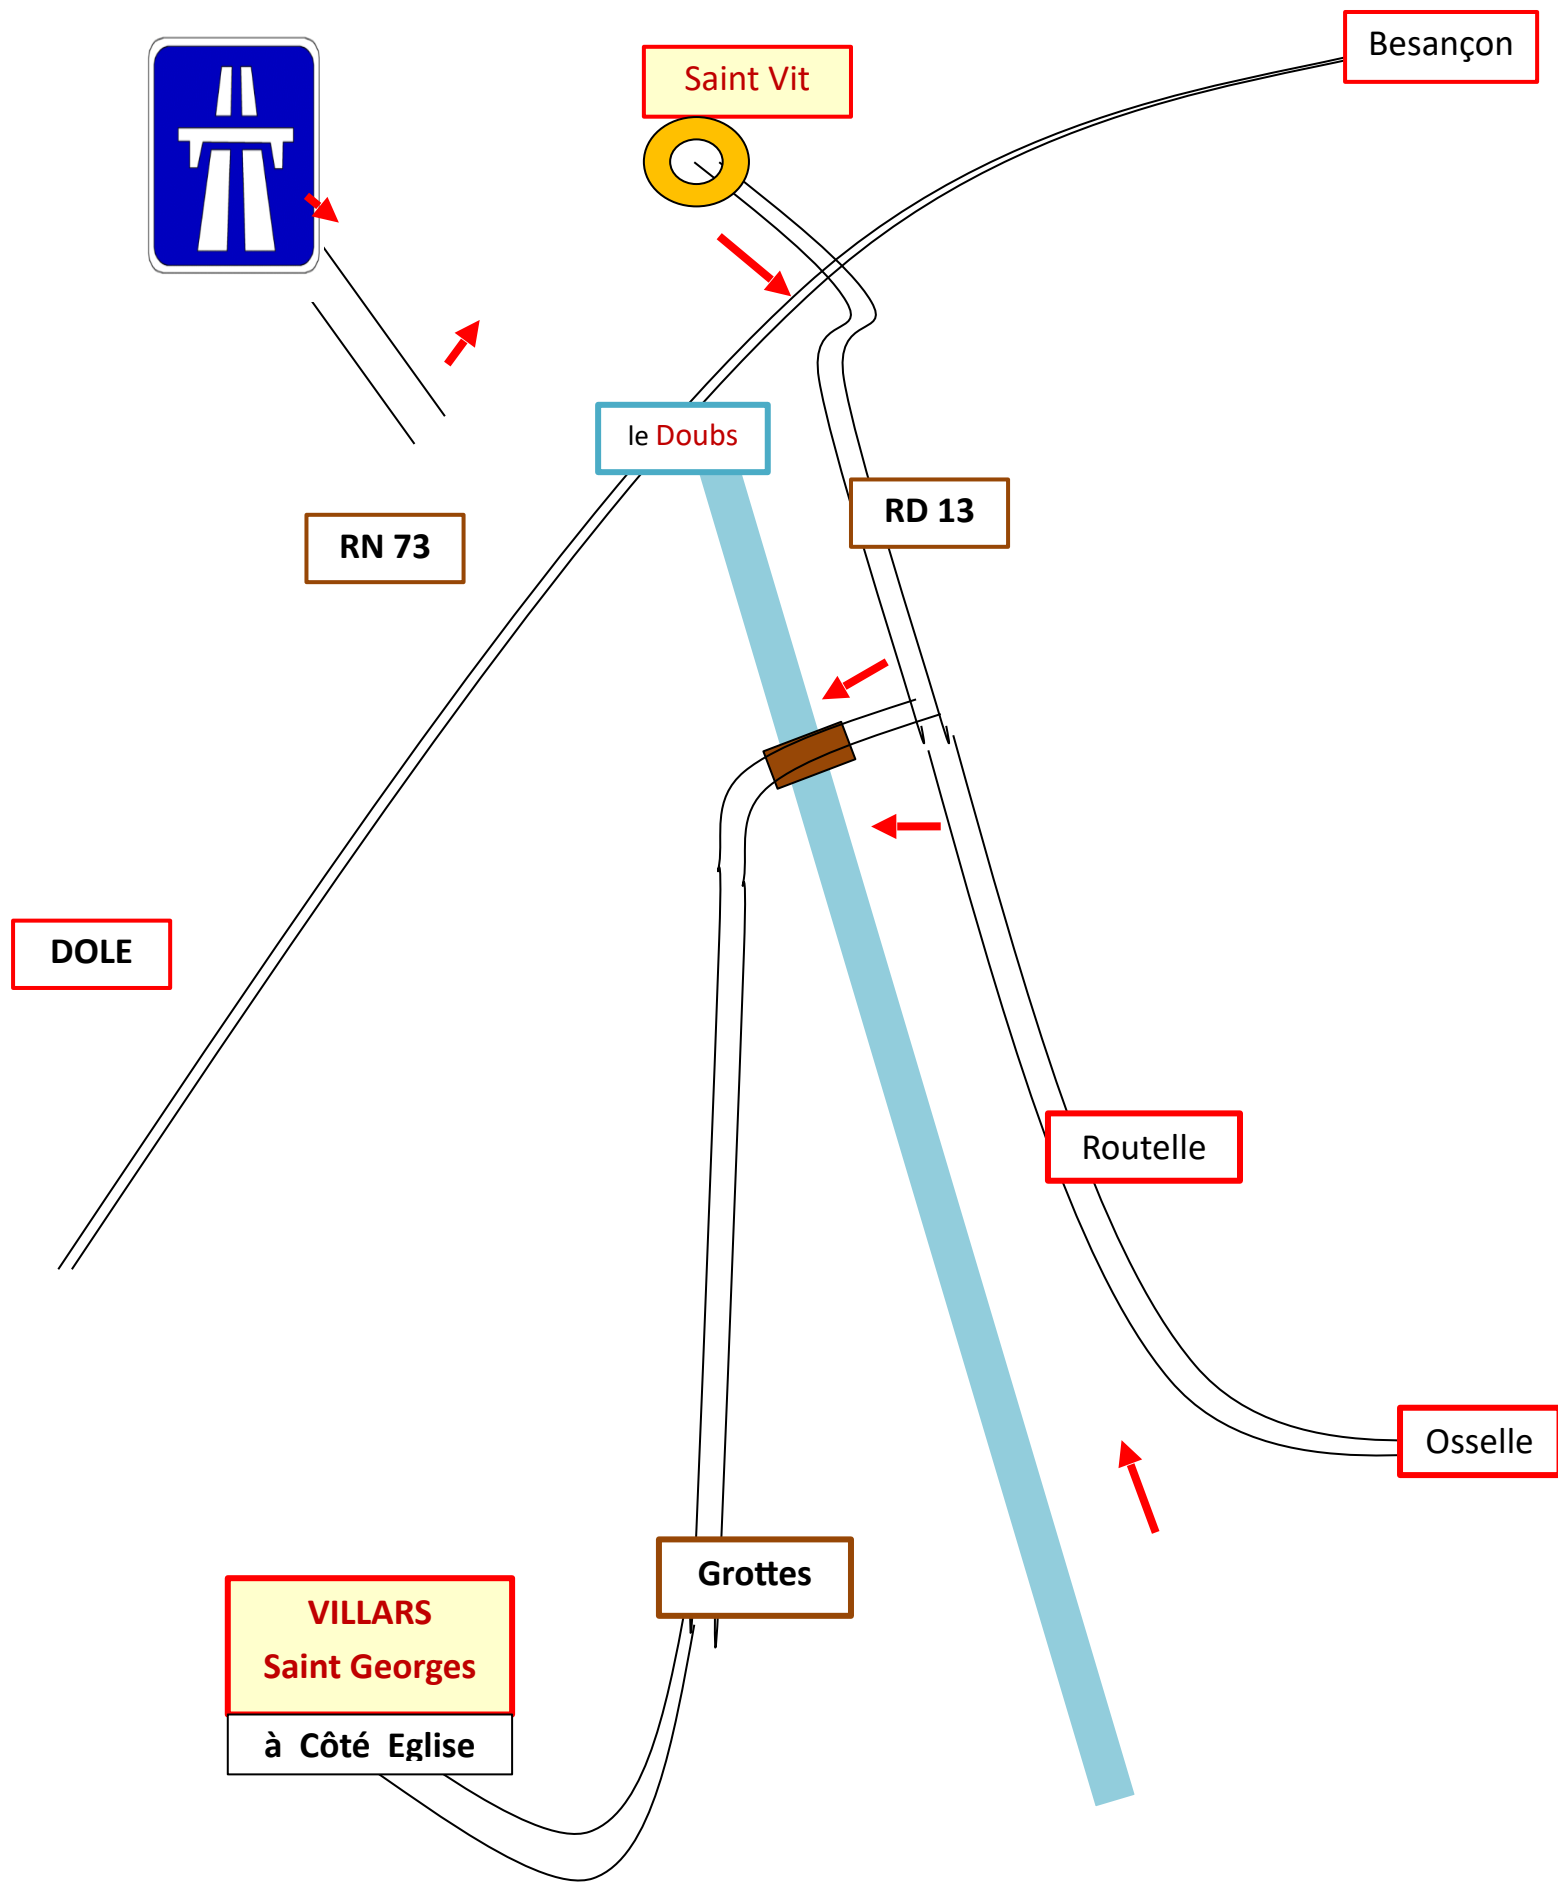 Besançon
Saint Vit
le Doubs
RD 13
RN 73
DOLE
Routelle
Osselle
Grottes
VILLARS
Saint Georges
à Côté Eglise